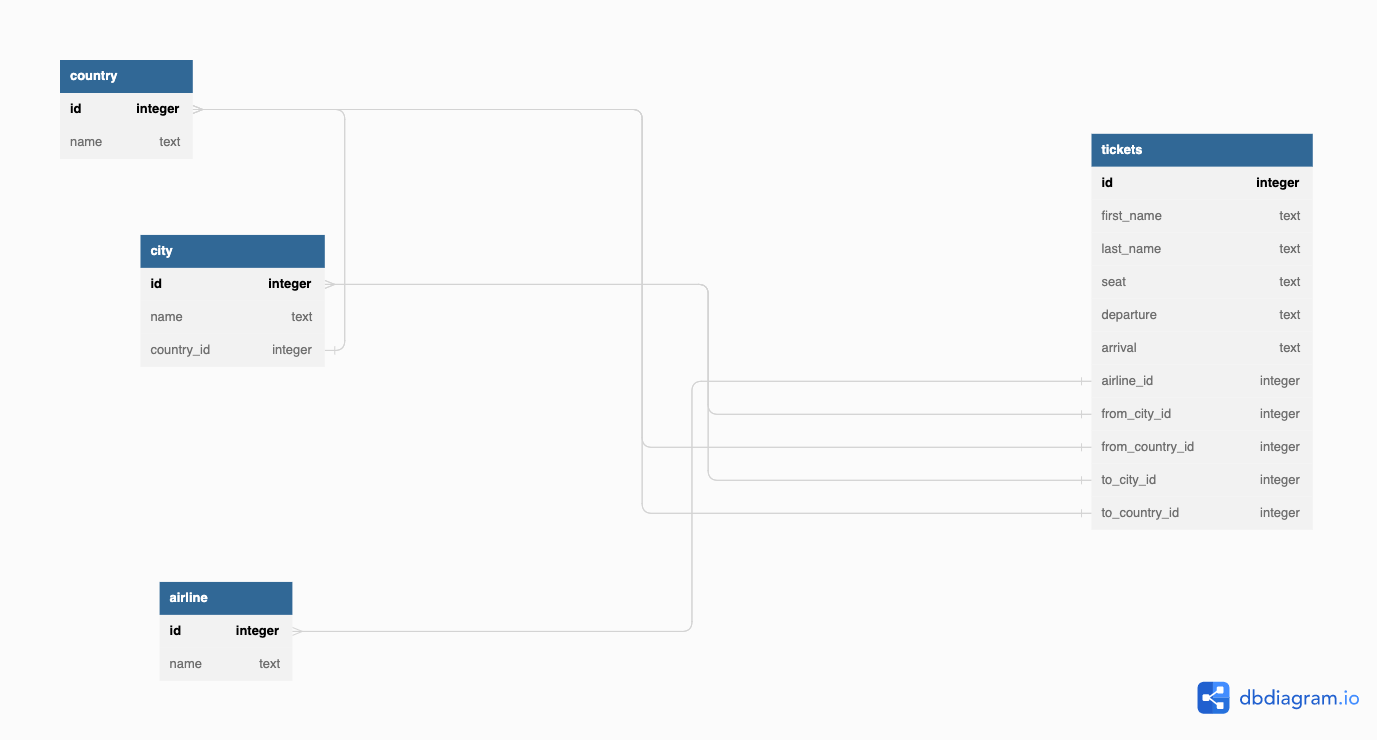 country
id integer
name text
city
id integer
name text
country_id integer
airline
id integer
name text
tickets
id integer
first_name text
last_name text
seat text
departure text
arrival text
airline_id integer
from_city_id integer
from_country_id integer
to_city_id integer
to_country_id integer
dbdiagram.io